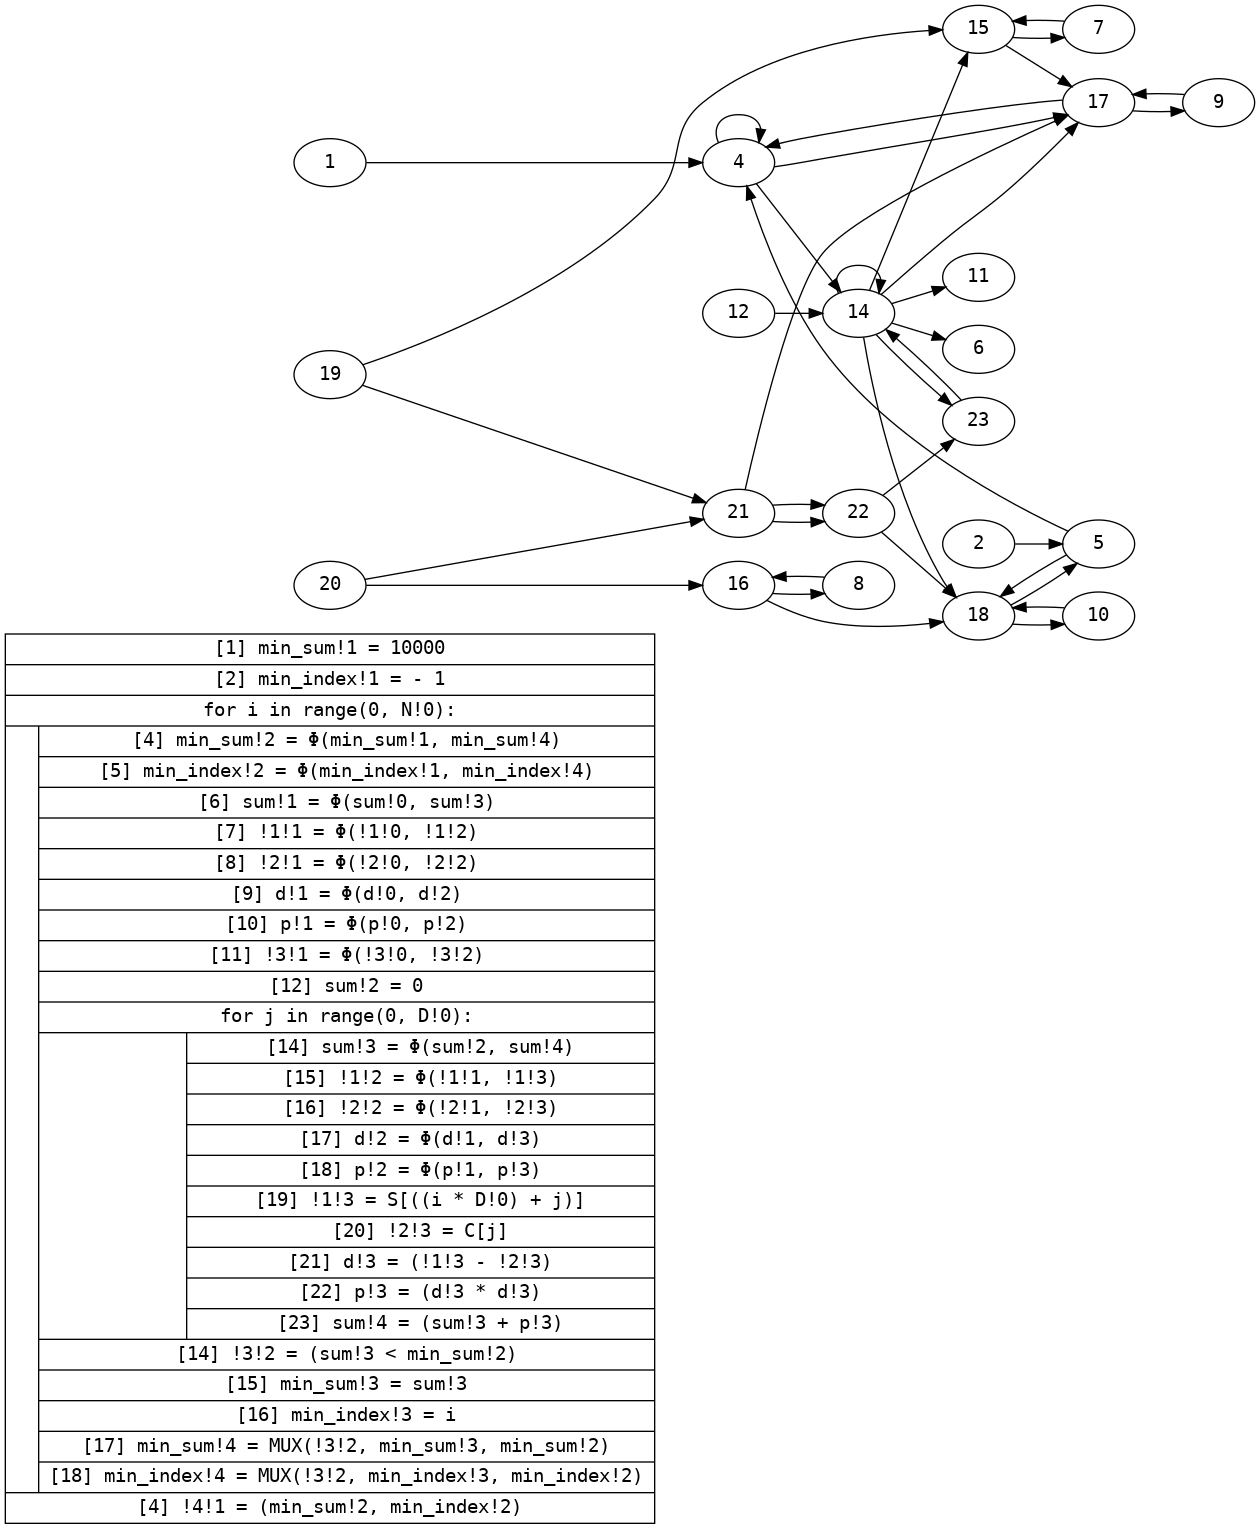 15
7
17
9
1
4
11
12
14
6
19
23
21
22
2
5
20
16
8
18
10
[1] min_sum!1 = 10000
[2] min_index!1 = - 1
for i in range(0, N!0):
[4] min_sum!2 = Φ(min_sum!1, min_sum!4)
[5] min_index!2 = Φ(min_index!1, min_index!4)
[6] sum!1 = Φ(sum!0, sum!3)
[7] !1!1 = Φ(!1!0, !1!2)
[8] !2!1 = Φ(!2!0, !2!2)
[9] d!1 = Φ(d!0, d!2)
[10] p!1 = Φ(p!0, p!2)
[11] !3!1 = Φ(!3!0, !3!2)
[12] sum!2 = 0
for j in range(0, D!0):
[14] sum!3 = Φ(sum!2, sum!4)
[15] !1!2 = Φ(!1!1, !1!3)
[16] !2!2 = Φ(!2!1, !2!3)
[17] d!2 = Φ(d!1, d!3)
[18] p!2 = Φ(p!1, p!3)
[19] !1!3 = S[((i * D!0) + j)]
[20] !2!3 = C[j]
[21] d!3 = (!1!3 - !2!3)
[22] p!3 = (d!3 * d!3)
[23] sum!4 = (sum!3 + p!3)
[14] !3!2 = (sum!3 < min_sum!2)
[15] min_sum!3 = sum!3
[16] min_index!3 = i
[17] min_sum!4 = MUX(!3!2, min_sum!3, min_sum!2)
[18] min_index!4 = MUX(!3!2, min_index!3, min_index!2)
[4] !4!1 = (min_sum!2, min_index!2)